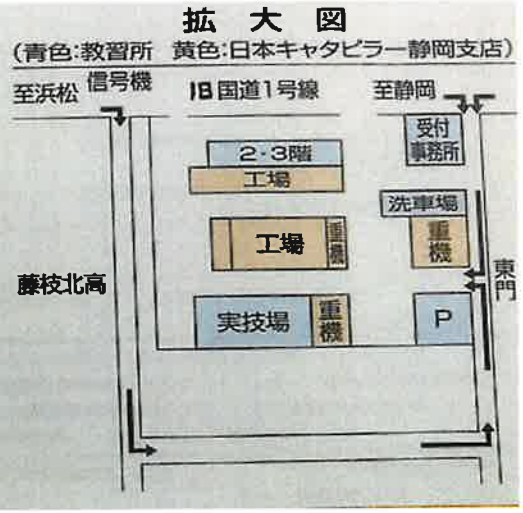 拡大図
(青色:教習所 黄色:日本キャタピラー静岡支店)
至浜松 信号機 旧国道1号線 至静岡
受付
事務所
2・3階
工場
洗車場
工場
重機
重機
藤枝北高
東門
実技場
重機
P